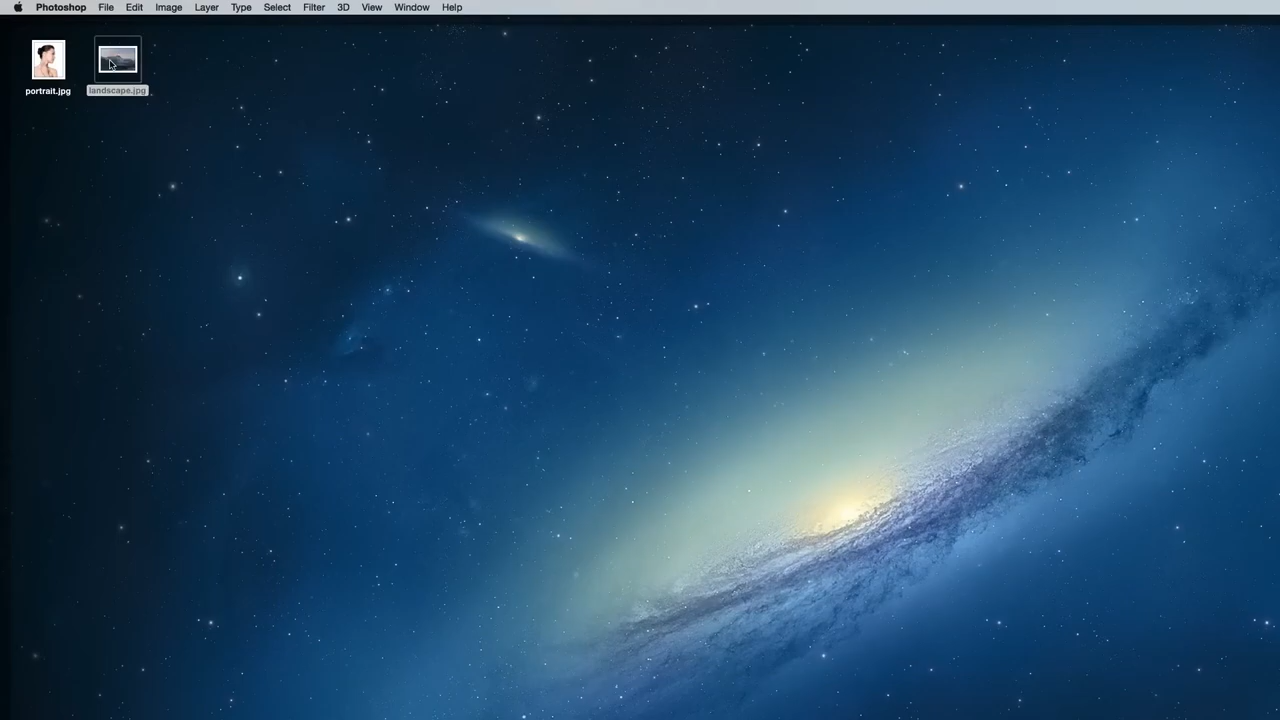 Photoshop File Edit Image Layer Type Select Filter 3D View Window Help
portrait.jpg landscape.jpg